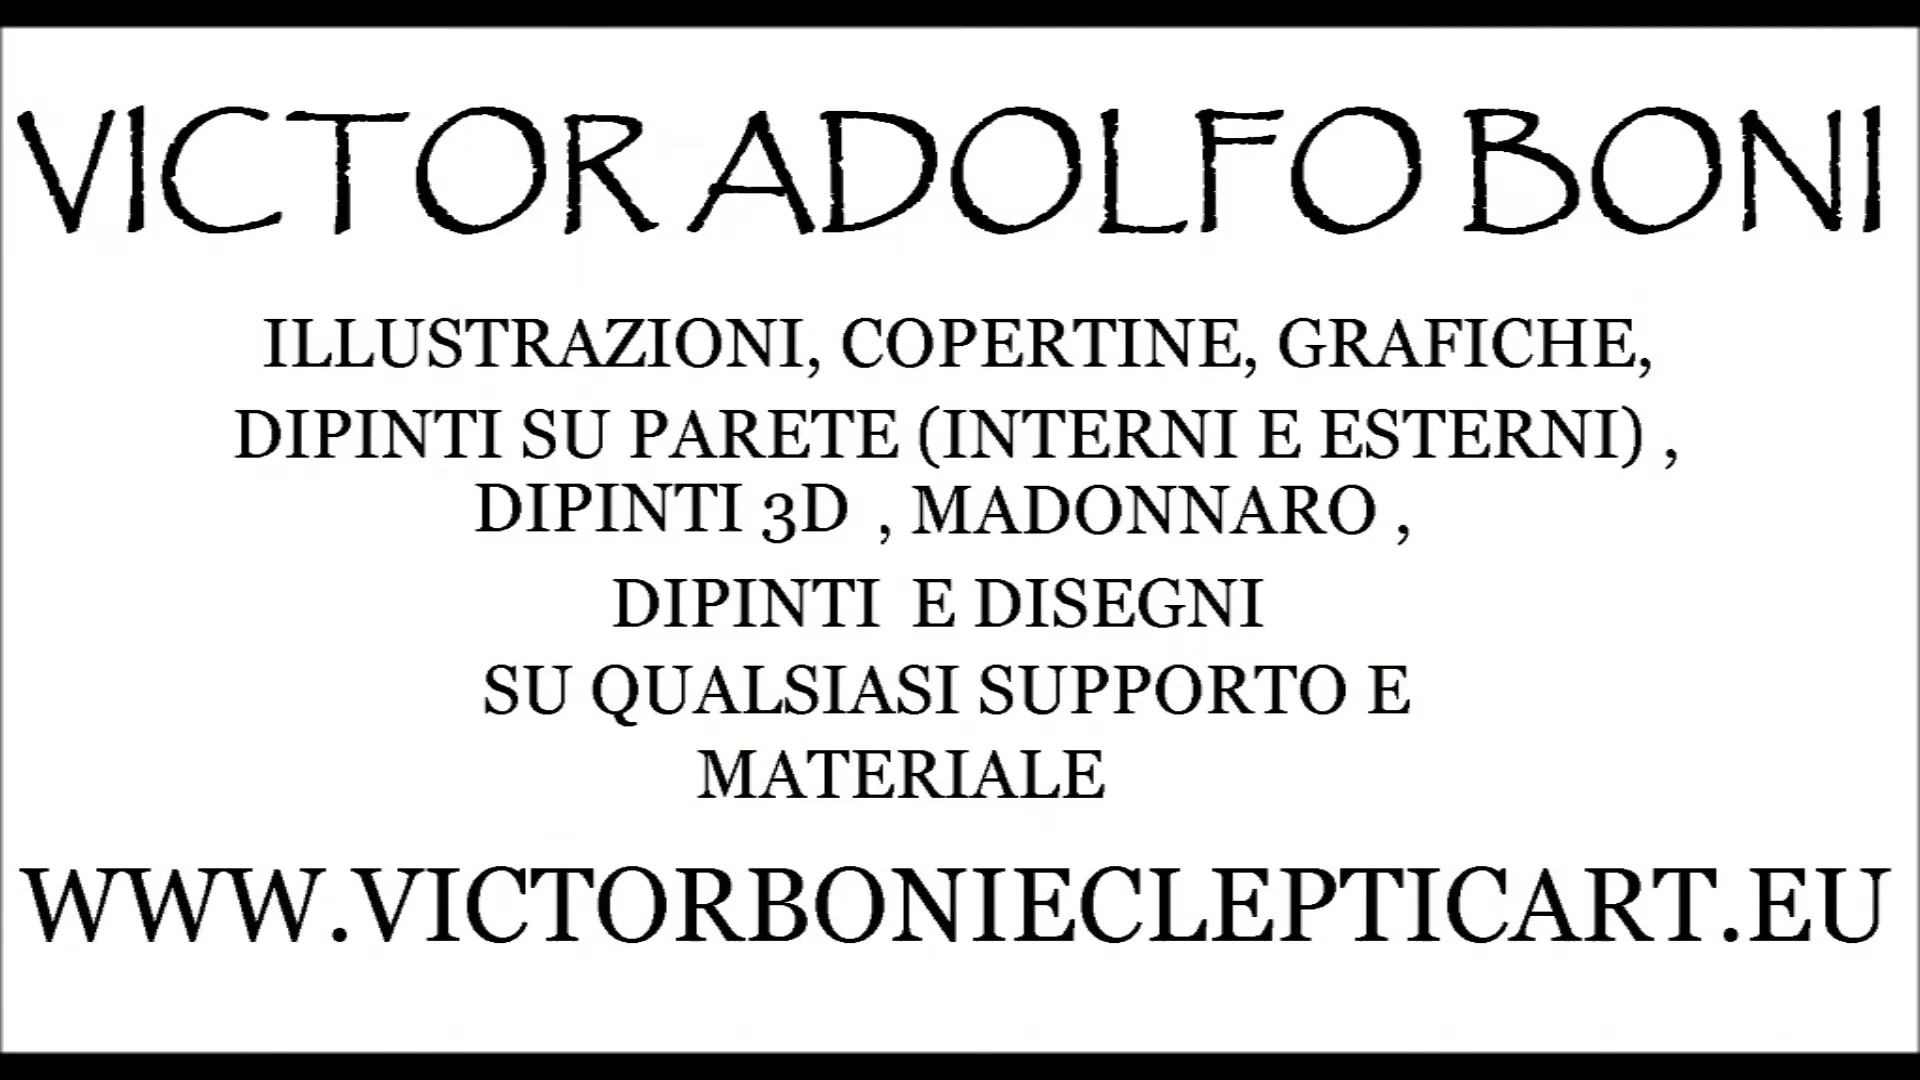 VICTOR ADOLFO BONI
ILLUSTRAZIONI, COPERTINE, GRAFICHE,
DIPINTI SU PARETE (INTERNI E ESTERNI) ,
DIPINTI 3D , MADONNARO ,
DIPINTI E DISEGNI
SU QUALSIASI SUPPORTO E
MATERIALE
WWW.VICTORBONIECLEPTICART.EU